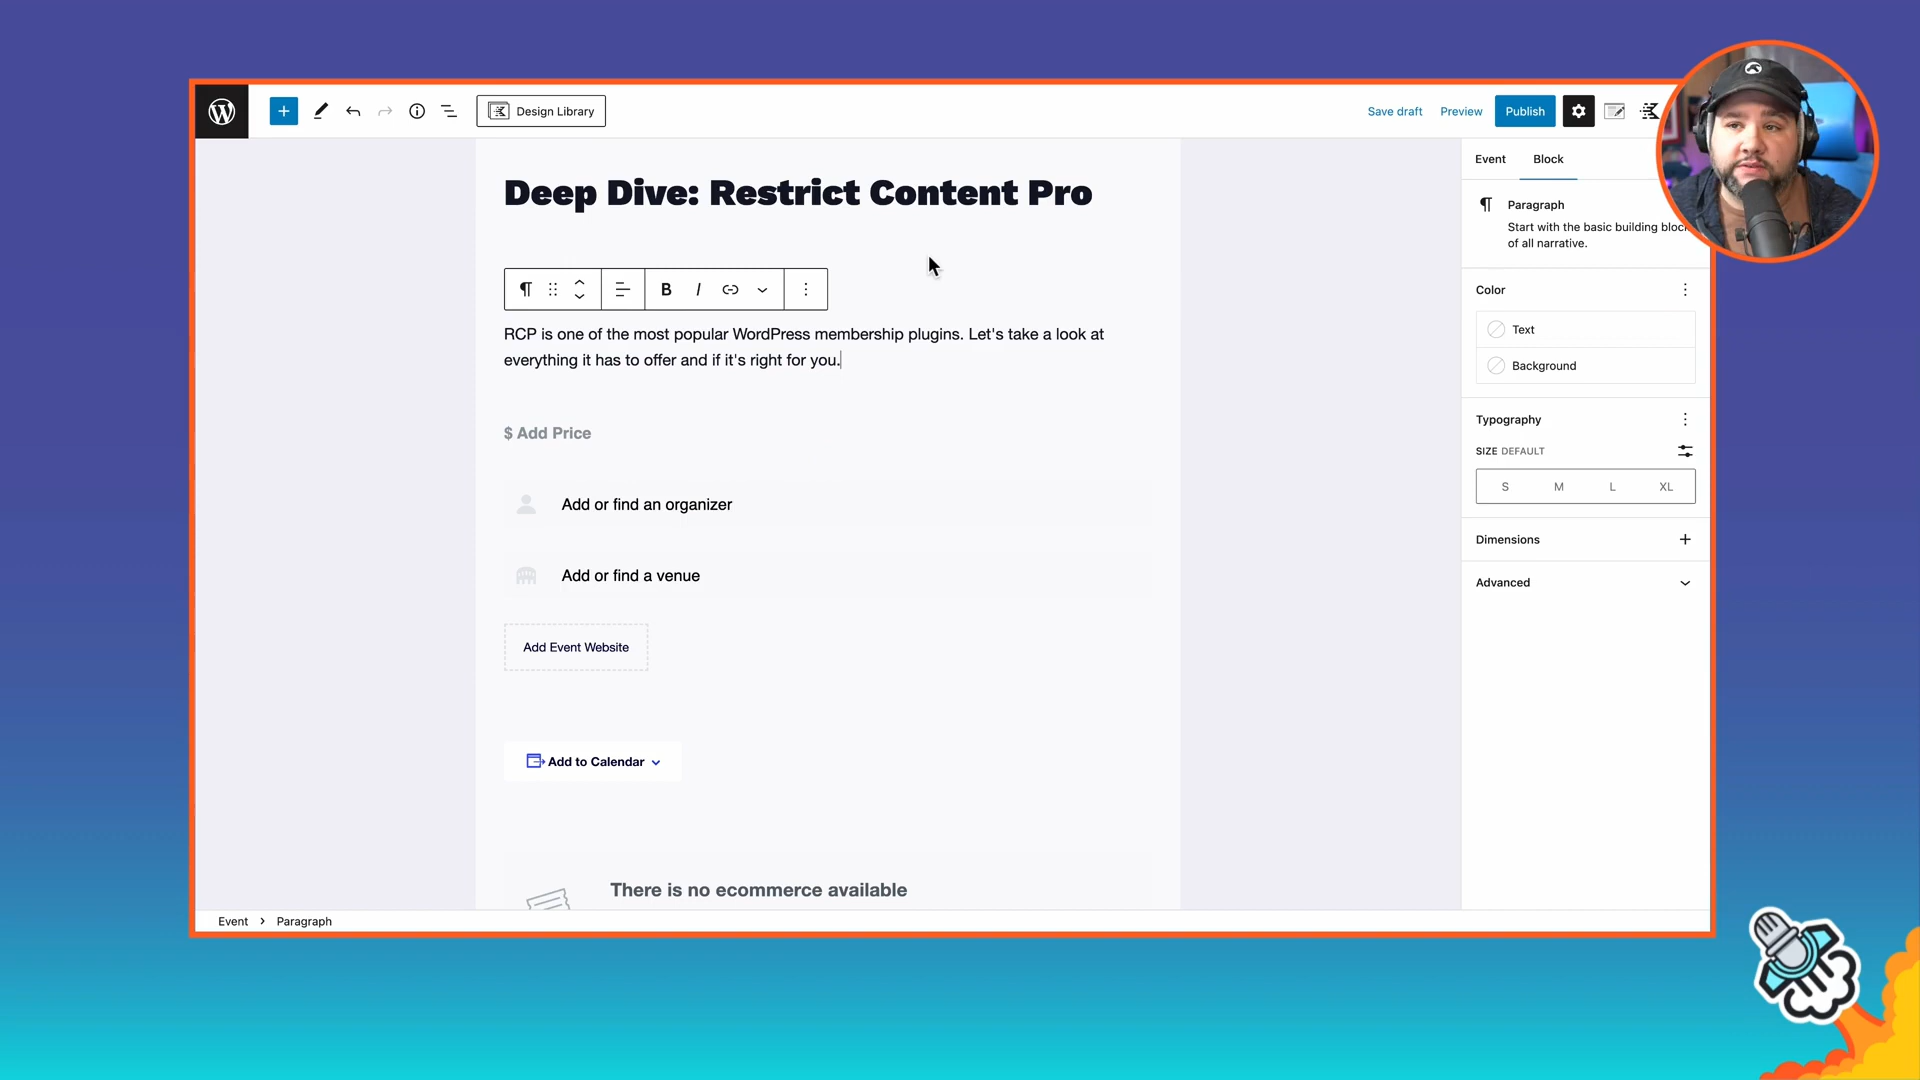 Design Library
Save draft
Preview
Publish
Event
Block
Deep Dive: Restrict Content Pro
Paragraph
Start with the basic building bloc
of all narrative.
Color
Text
Background
B I
RCP is one of the most popular WordPress membership plugins. Let's take a look at
everything it has to offer and if it's right for you.
$ Add Price
Add or find an organizer
Add or find a venue
Add Event Website
Add to Calendar
There is no ecommerce available
Typography
SIZE DEFAULT
S M L XL
Dimensions
Advanced
Event > Paragraph